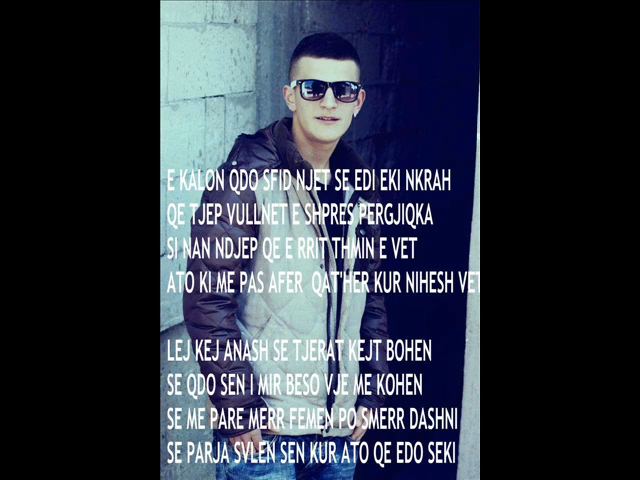 E KALON QDO SFID NJET SE EDI EKI NKRAH
QE TJEP VULLNET E SHPRES PERGJIQKA
SI NAN NDJEP QE E RRIT THMIN E VET
ATO KI ME PAS AFER QAT'HER KUR NIHESH VET
LEJ KEJ ANASH SE TJERAT KEJT BOHEN
SE QDO SEN I MIR BESO VJE ME KOHEN
SE ME PARE MERR FEMEN PO SMERR DASHNI
SE PARJA SVLEN SEN KUR ATO QE EDO SEKI